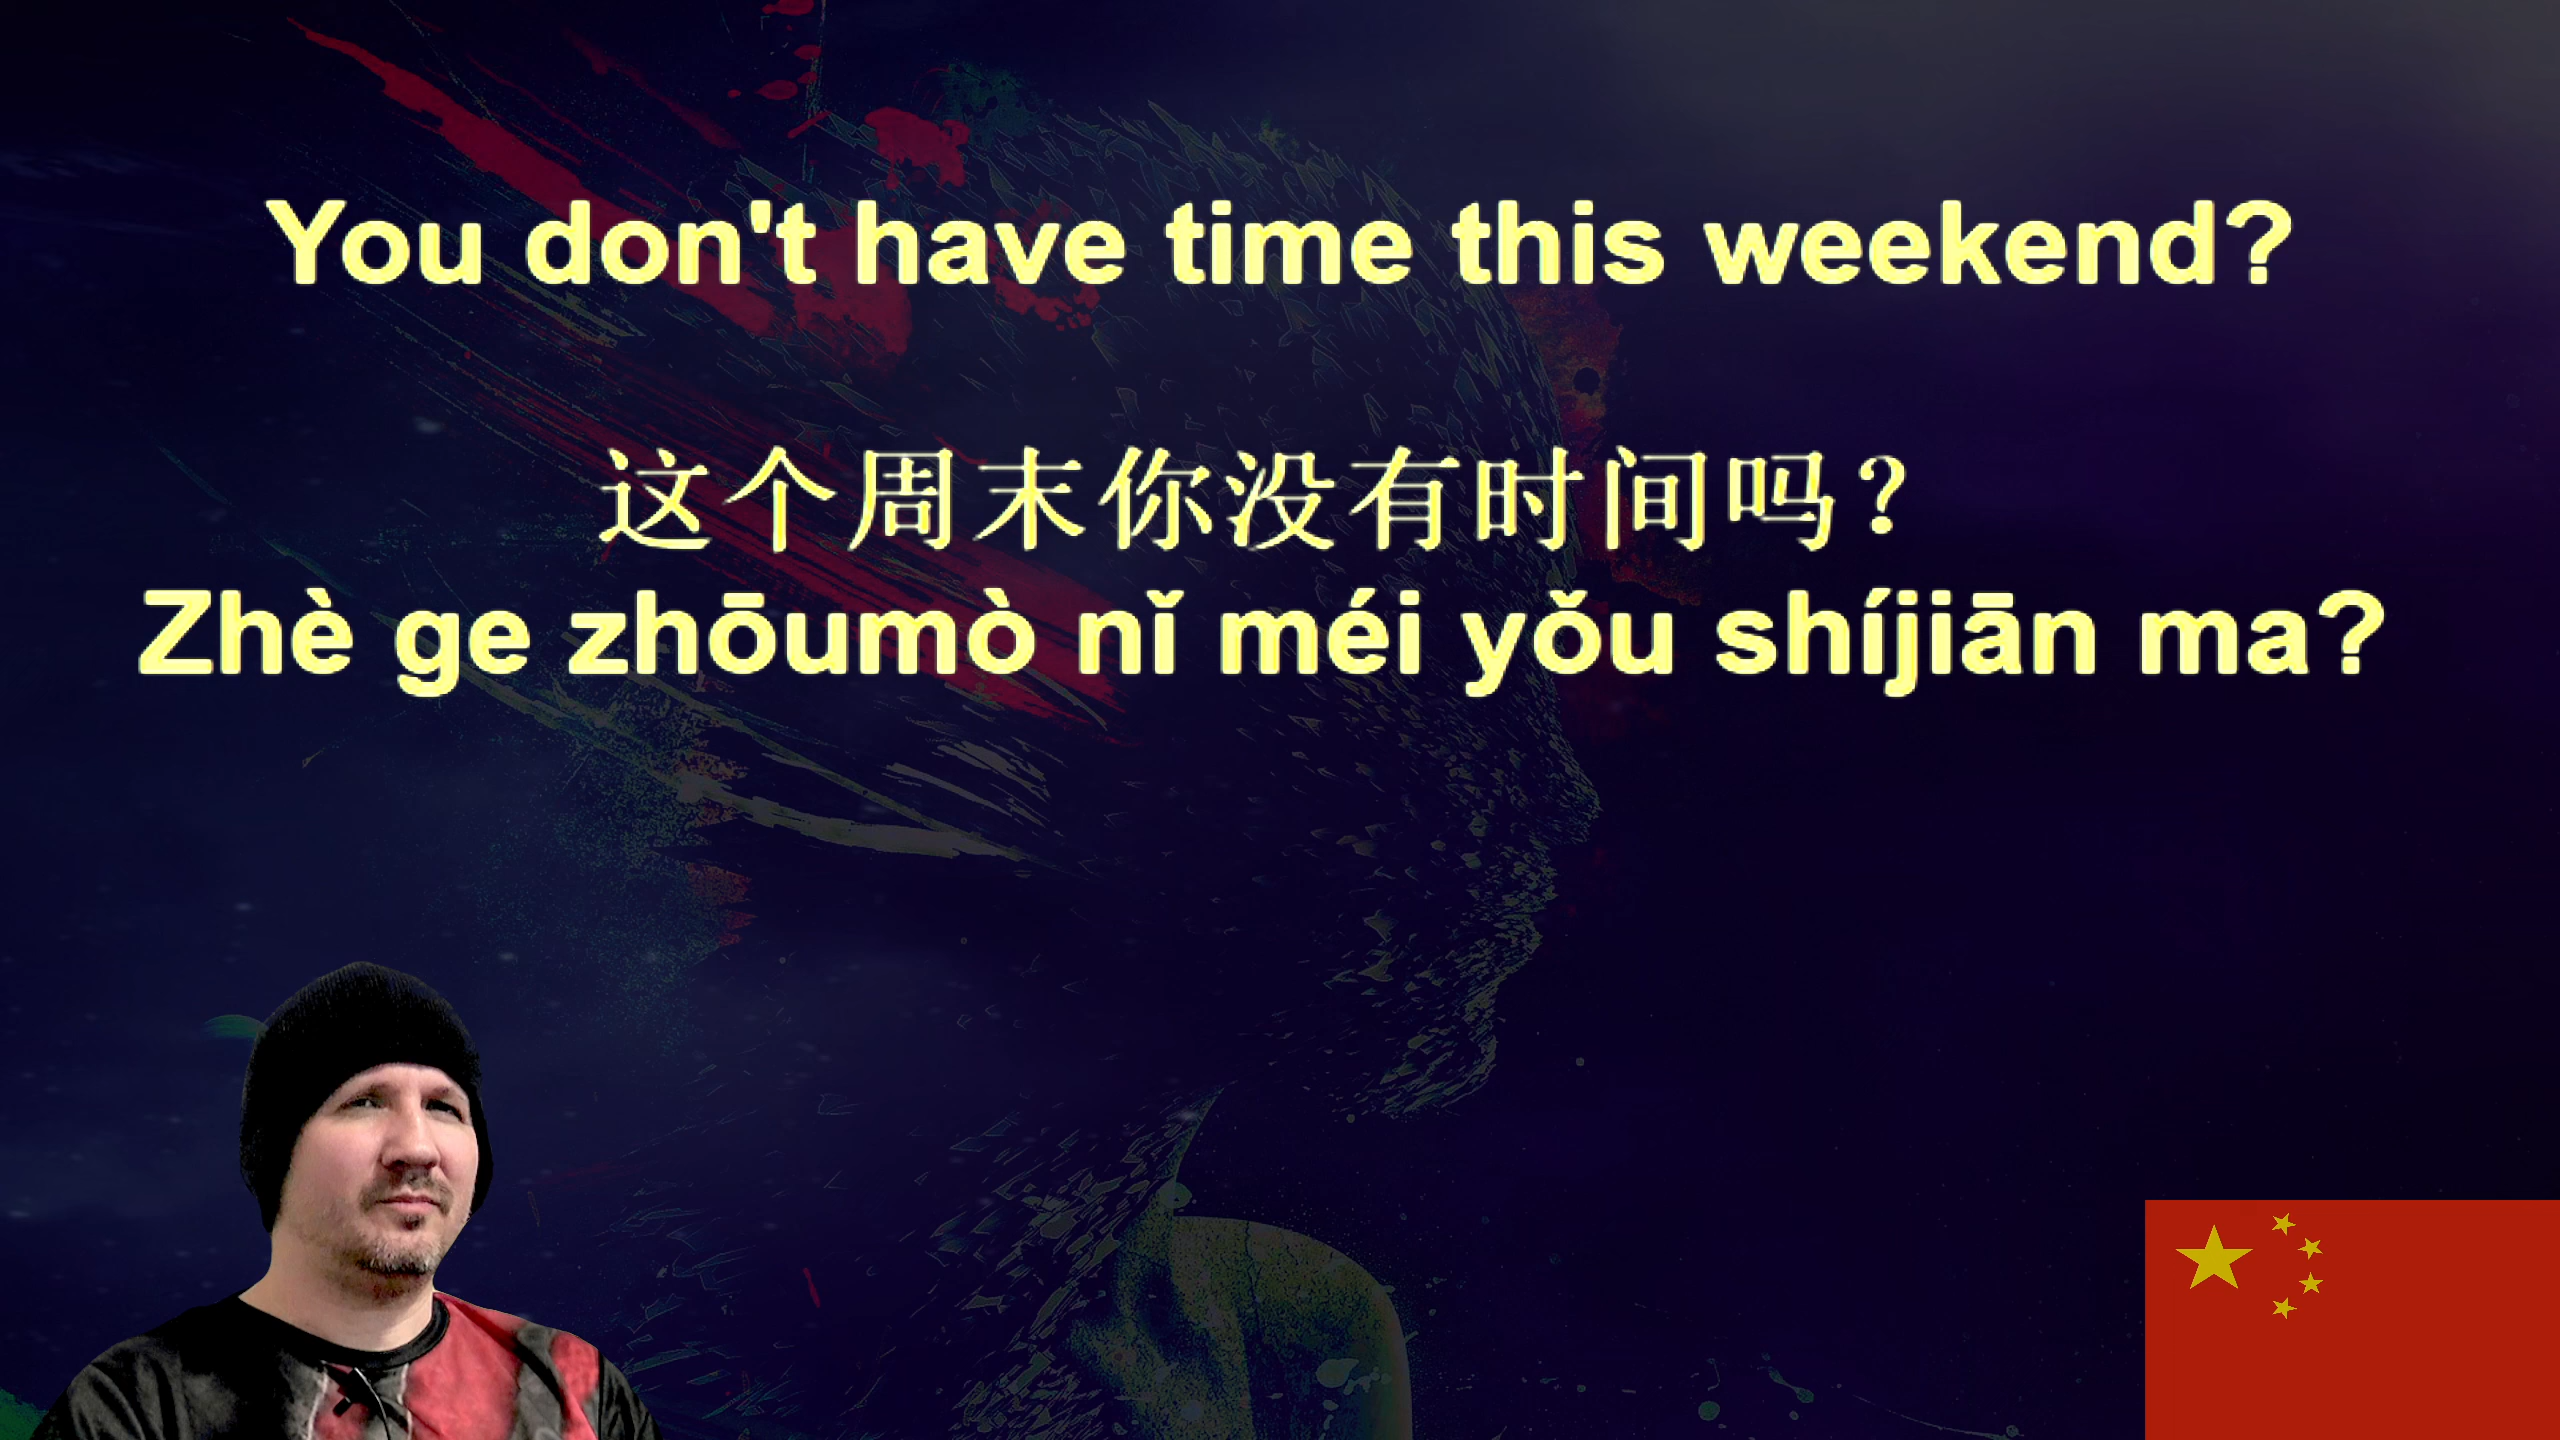 You don't have time this weekend?
这个周末你没有时间吗？
Zhè ge zhōumò nǐ méi yǒu shíjiān ma?